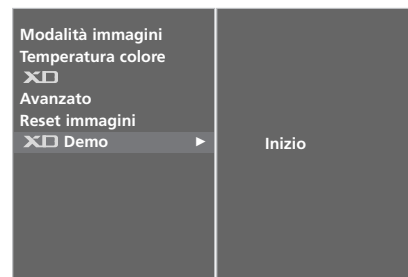 Modalità immagini
Temperatura colore
XD
Avanzato
Reset immagini
XD Demo ►
Inizio